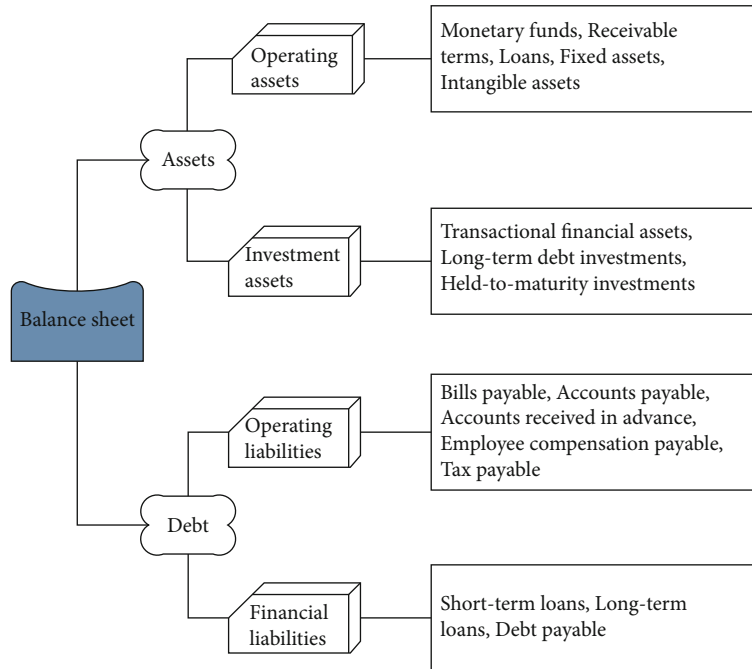 Operating
assets
Monetary funds, Receivable
terms, Loans, Fixed assets,
Intangible assets
Assets
Investment
assets
Transactional financial assets,
Long-term debt investments,
Held-to-maturity investments
Balance sheet
Operating
liabilities
Bills payable, Accounts payable,
Accounts received in advance,
Employee compensation payable,
Tax payable
Debt
Financial
liabilities
Short-term loans, Long-term
loans, Debt payable